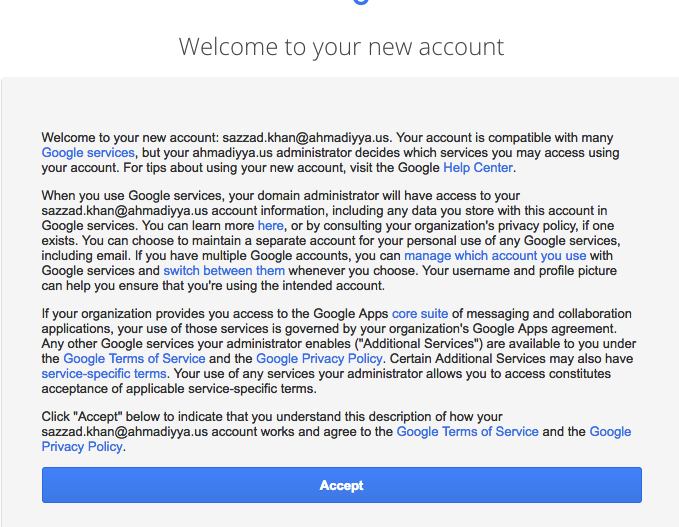 Welcome to your new account
Welcome to your new account: sazzad.khan@ahmadiyya.us. Your account is compatible with many
Google services, but your ahmadiyya.us administrator decides which services you may access using
your account. For tips about using your new account, visit the Google Help Center.
When you use Google services, your domain administrator will have access to your
sazzad.khan@ahmadiyya.us account information, including any data you store with this account in
Google services. You can learn more here, or by consulting your organization's privacy policy, if one
exists. You can choose to maintain a separate account for your personal use of any Google services,
including email. If you have multiple Google accounts, you can manage which account you use with
Google services and switch between them whenever you choose. Your username and profile picture
can help you ensure that you're using the intended account.
If your organization provides you access to the Google Apps core suite of messaging and collaboration
applications, your use of those services is governed by your organization's Google Apps agreement.
Any other Google services your administrator enables ("Additional Services") are available to you under
the Google Terms of Service and the Google Privacy Policy. Certain Additional Services may also have
service-specific terms. Your use of any services your administrator allows you to access constitutes
acceptance of applicable service-specific terms.
Click "Accept" below to indicate that you understand this description of how your
sazzad.khan@ahmadiyya.us account works and agree to the Google Terms of Service and the Google
Privacy Policy.
Accept